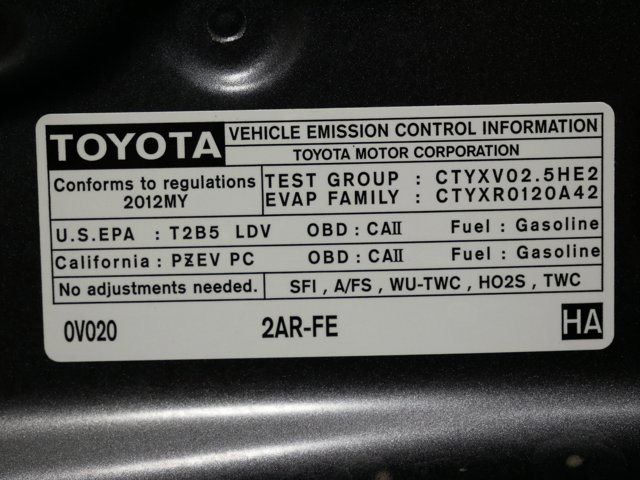 TOYOTA
VEHICLE EMISSION CONTROL INFORMATION
TOYOTA MOTOR CORPORATION
Conforms to regulations
2012MY
TEST GROUP : CTYXV02.5HE2
EVAP FAMILY : CTYXR0120A42
U.S.EPA : T2B5 LDV OBD : CAII Fuel : Gasoline
California : PZEV PC OBD : CAII Fuel : Gasoline
No adjustments needed. SFI , A/FS , WU-TWC , HO2S , TWC
0V020 2AR-FE HA